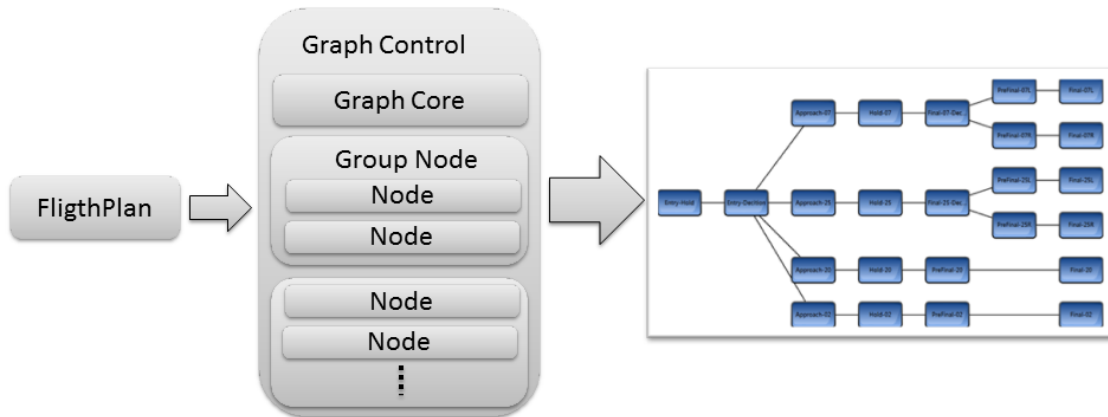 FligthPlan
Graph Control
Graph Core
Group Node
Node
Node
Node
Node
Entry-Hold
Entry-Decition
Approach-07
Hold-07
Final-07-Dec...
PreFinal-07L
Final-07L
PreFinal-07R
Final-07R
Approach-25
Hold-25
Final-25-Dec...
PreFinal-25L
Final-25L
PreFinal-25R
Final-25R
Approach-20
Hold-20
PreFinal-20
Final-20
Approach-02
Hold-02
PreFinal-02
Final-02